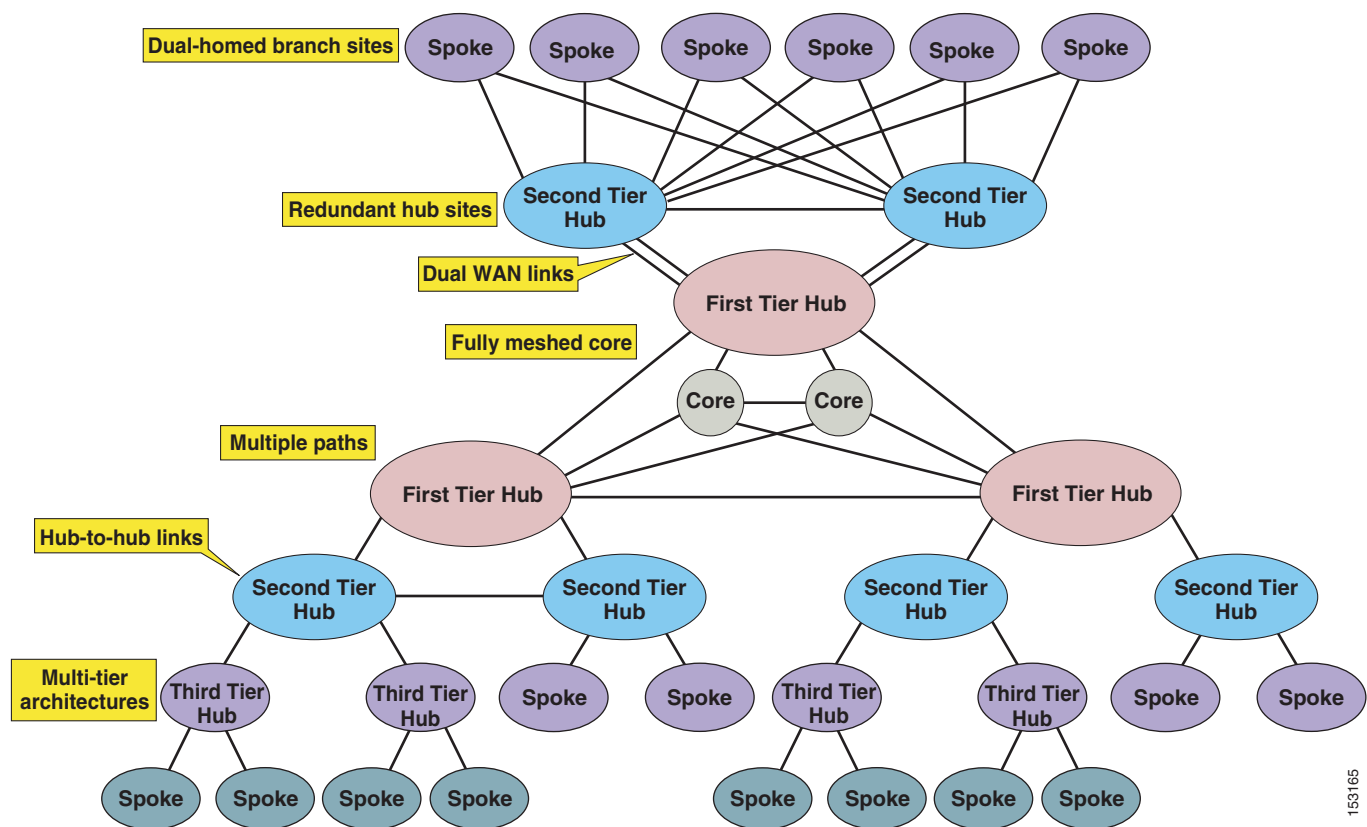 Dual-homed branch sites
Spoke
Spoke
Spoke
Spoke
Spoke
Spoke
Redundant hub sites
Second Tier
Hub
Second Tier
Hub
Dual WAN links
First Tier Hub
Fully meshed core
Core
Core
Multiple paths
First Tier Hub
First Tier Hub
Hub-to-hub links
Second Tier
Hub
Second Tier
Hub
Second Tier
Hub
Second Tier
Hub
Multi-tier
architectures
Third Tier
Hub
Third Tier
Hub
Spoke
Spoke
Third Tier
Hub
Third Tier
Hub
Spoke
Spoke
Spoke
Spoke
Spoke
Spoke
Spoke
Spoke
Spoke
Spoke
153165